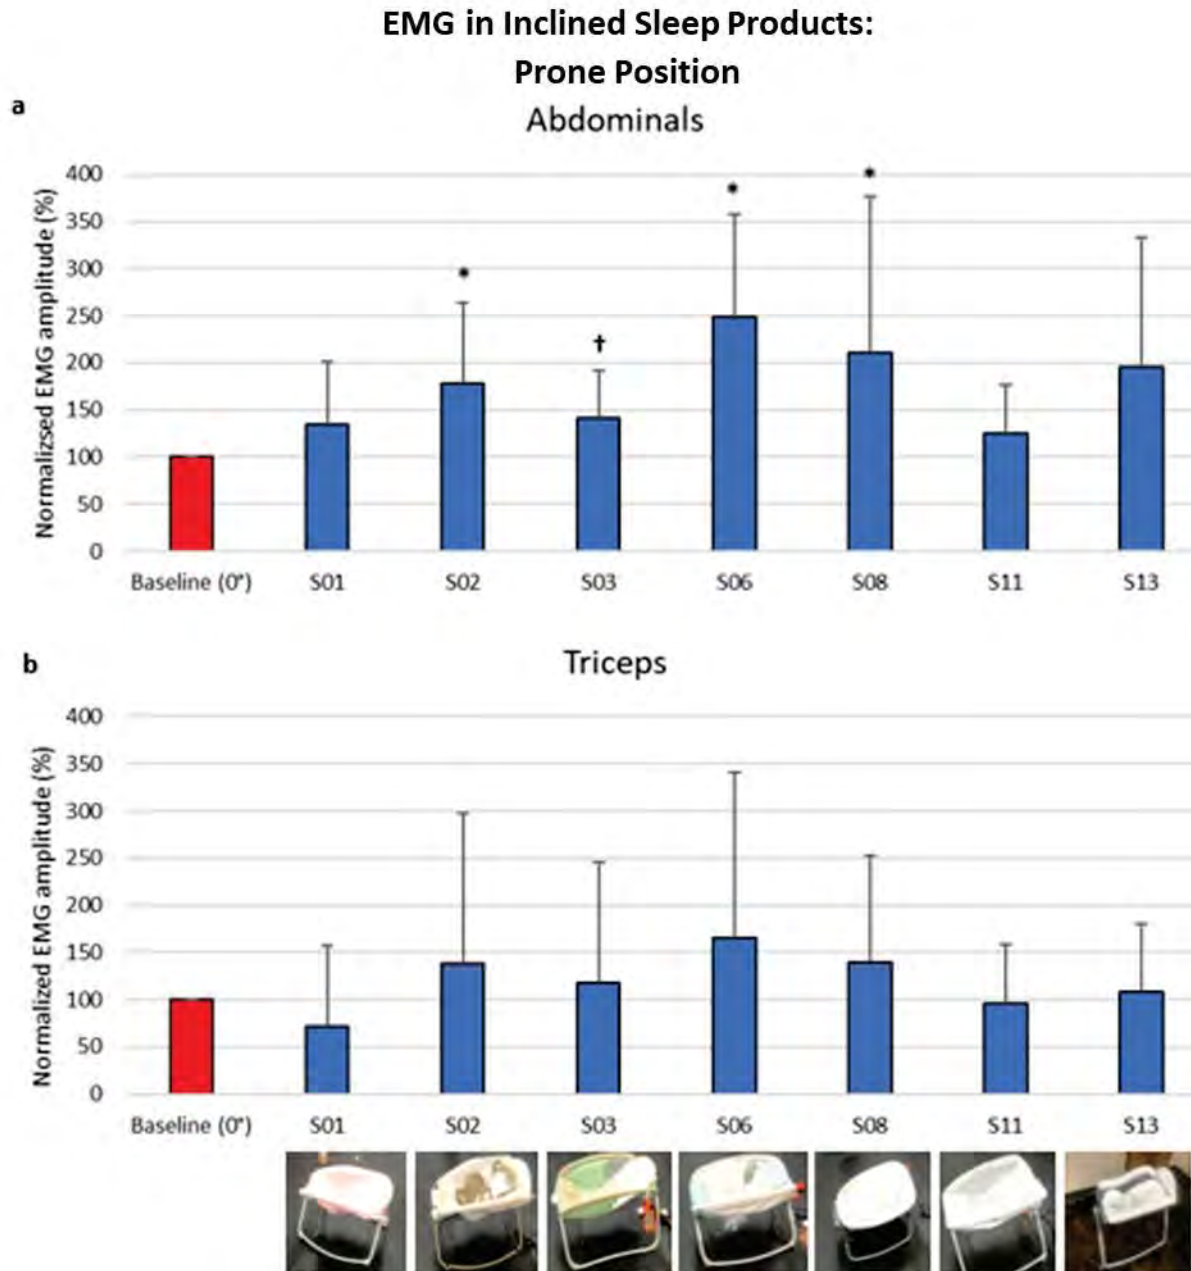 EMG in Inclined Sleep Products:
Prone Position
a
Abdominals
Normalizsed EMG amplitude (%)
400
350
300
250
200
150
100
50
0
*
†
*
*
Baseline (0°) S01 S02 S03 S06 S08 S11 S13
b
Triceps
Normalized EMG amplitude (%)
400
350
300
250
200
150
100
50
0
Baseline (0°) S01 S02 S03 S06 S08 S11 S13